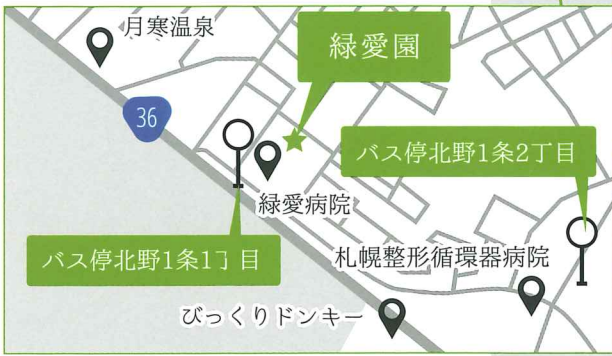 月寒温泉
緑愛園
36
バス停北野1条2丁目
緑愛病院
バス停北野1条1丁目
札幌整形循環器病院
びっくりドンキー